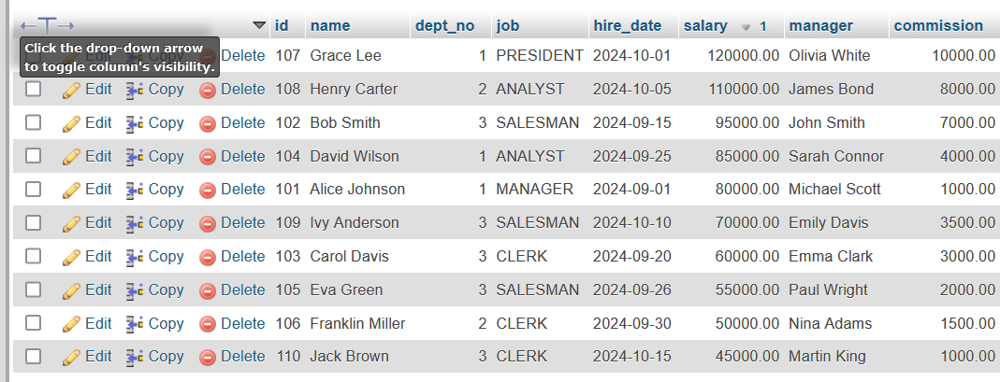 id name dept_no job hire_date salary 1 manager commission
Click the drop-down arrow
to toggle column's visibility.
Delete 107 Grace Lee 1 PRESIDENT 2024-10-01 120000.00 Olivia White 10000.00
Edit Copy Delete 108 Henry Carter 2 ANALYST 2024-10-05 110000.00 James Bond 8000.00
Edit Copy Delete 102 Bob Smith 3 SALESMAN 2024-09-15 95000.00 John Smith 7000.00
Edit Copy Delete 104 David Wilson 1 ANALYST 2024-09-25 85000.00 Sarah Connor 4000.00
Edit Copy Delete 101 Alice Johnson 1 MANAGER 2024-09-01 80000.00 Michael Scott 1000.00
Edit Copy Delete 109 Ivy Anderson 3 SALESMAN 2024-10-10 70000.00 Emily Davis 3500.00
Edit Copy Delete 103 Carol Davis 3 CLERK 2024-09-20 60000.00 Emma Clark 3000.00
Edit Copy Delete 105 Eva Green 3 SALESMAN 2024-09-26 55000.00 Paul Wright 2000.00
Edit Copy Delete 106 Franklin Miller 2 CLERK 2024-09-30 50000.00 Nina Adams 1500.00
Edit Copy Delete 110 Jack Brown 3 CLERK 2024-10-15 45000.00 Martin King 1000.00